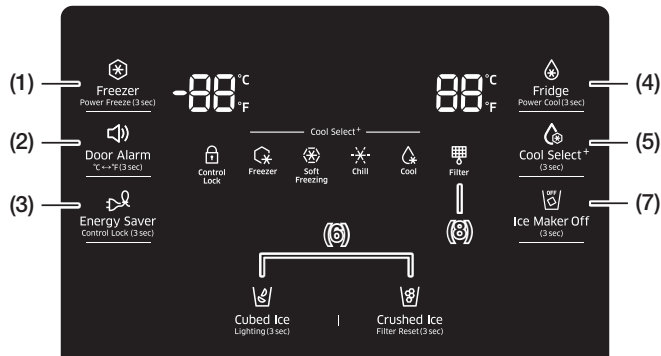 (1)
Freezer
Power Freeze (3 sec)
(2)
Door Alarm
°C ↔ °F (3 sec)
(3)
Energy Saver
Control Lock (3 sec)
-88 °C °F
88 °C °F
Cool Select+
Control Lock
Freezer
Soft Freezing
Chill
Cool
Filter
(6)
(8)
Cubed Ice
Lighting (3 sec)
|
Crushed Ice
Filter Reset (3 sec)
(4)
Fridge
Power Cool (3 sec)
(5)
Cool Select+
(3 sec)
(7)
OFF
Ice Maker Off
(3 sec)